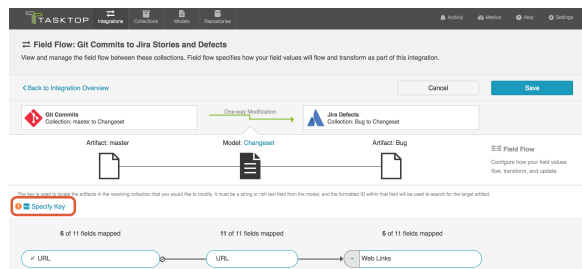 TASKTOP
Integrations
Collections
Models
Repositories
Activity
Metrics
Help
Settings
Field Flow: Git Commits to Jira Stories and Defects
View and manage the field flow between these collections. Field flow specifies how your field values will flow and transform as part of this integration.
Back to Integration Overview
Cancel
Save
Git Commits
Collection: master to Changeset
One-way Modification
Jira Defects
Collection: Bug to Changeset
Artifact: master
Model: Changeset
Artifact: Bug
Field Flow
Configure how your field values
flow, transform, and update.
The key is used to locate the artifacts in the receiving collection that you would like to modify. It must be a string or rich text field from the model, and the formatted ID within that field will be used to search for the target artifact.
Specify Key
6 of 11 fields mapped
11 of 11 fields mapped
6 of 11 fields mapped
URL
URL
Web Links